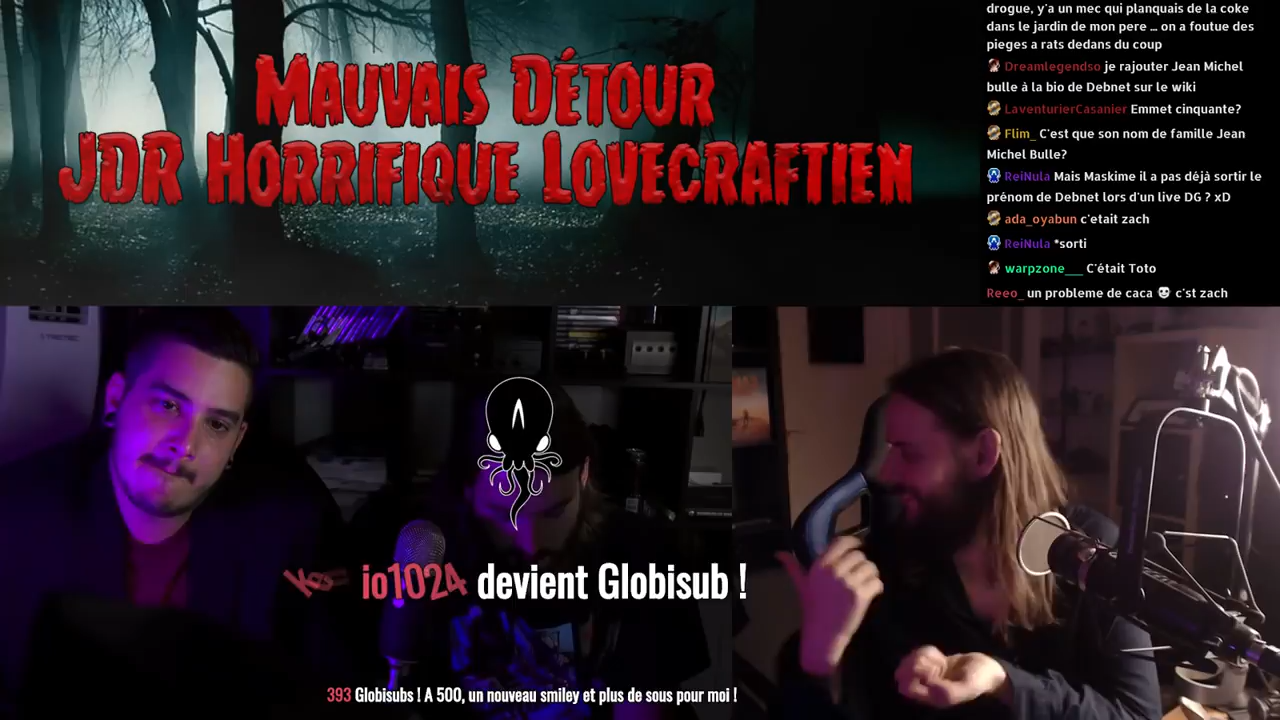 MAUVAIS DÉTOUR
JDR HORRIFIQUE LOVECRAFTIEN
drogue, y'a un mec qui planquais de la coke
dans le jardin de mon pere ... on a foutue des
pieges a rats dedans du coup
Dreamlegendso je rajouter Jean Michel
bulle à la bio de Debnet sur le wiki
LaventurierCasanier Emmet cinquante?
Flim_ C'est que son nom de famille Jean
Michel Bulle?
ReiNula Mais Maskime il a pas déjà sortir le
prénom de Debnet lors d'un live DG ? xD
ada_oyabun c'etait zach
ReiNula *sorti
warpzone___ C'était Toto
Reeo_ un probleme de caca 💀 c'st zach
io1024 devient Globisub !
393 Globisubs ! A 500, un nouveau smiley et plus de sous pour moi !